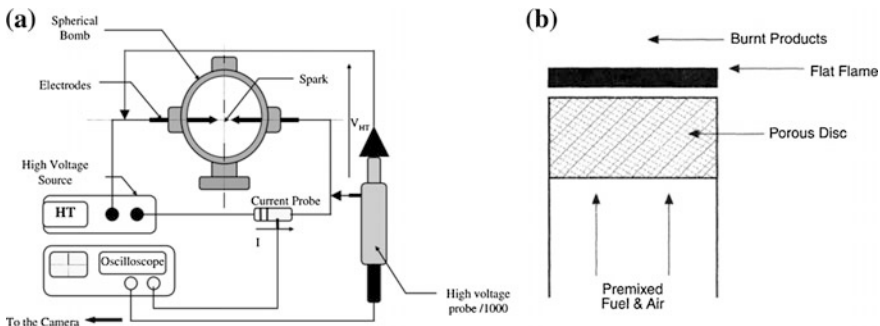 (a)
Spherical
Bomb
Spark
Electrodes
V HT
High Voltage
Source
HT
Current Probe
I
Oscilloscope
High voltage
probe /1000
To the Camera
(b)
Burnt Products
Flat Flame
Porous Disc
Premixed
Fuel & Air